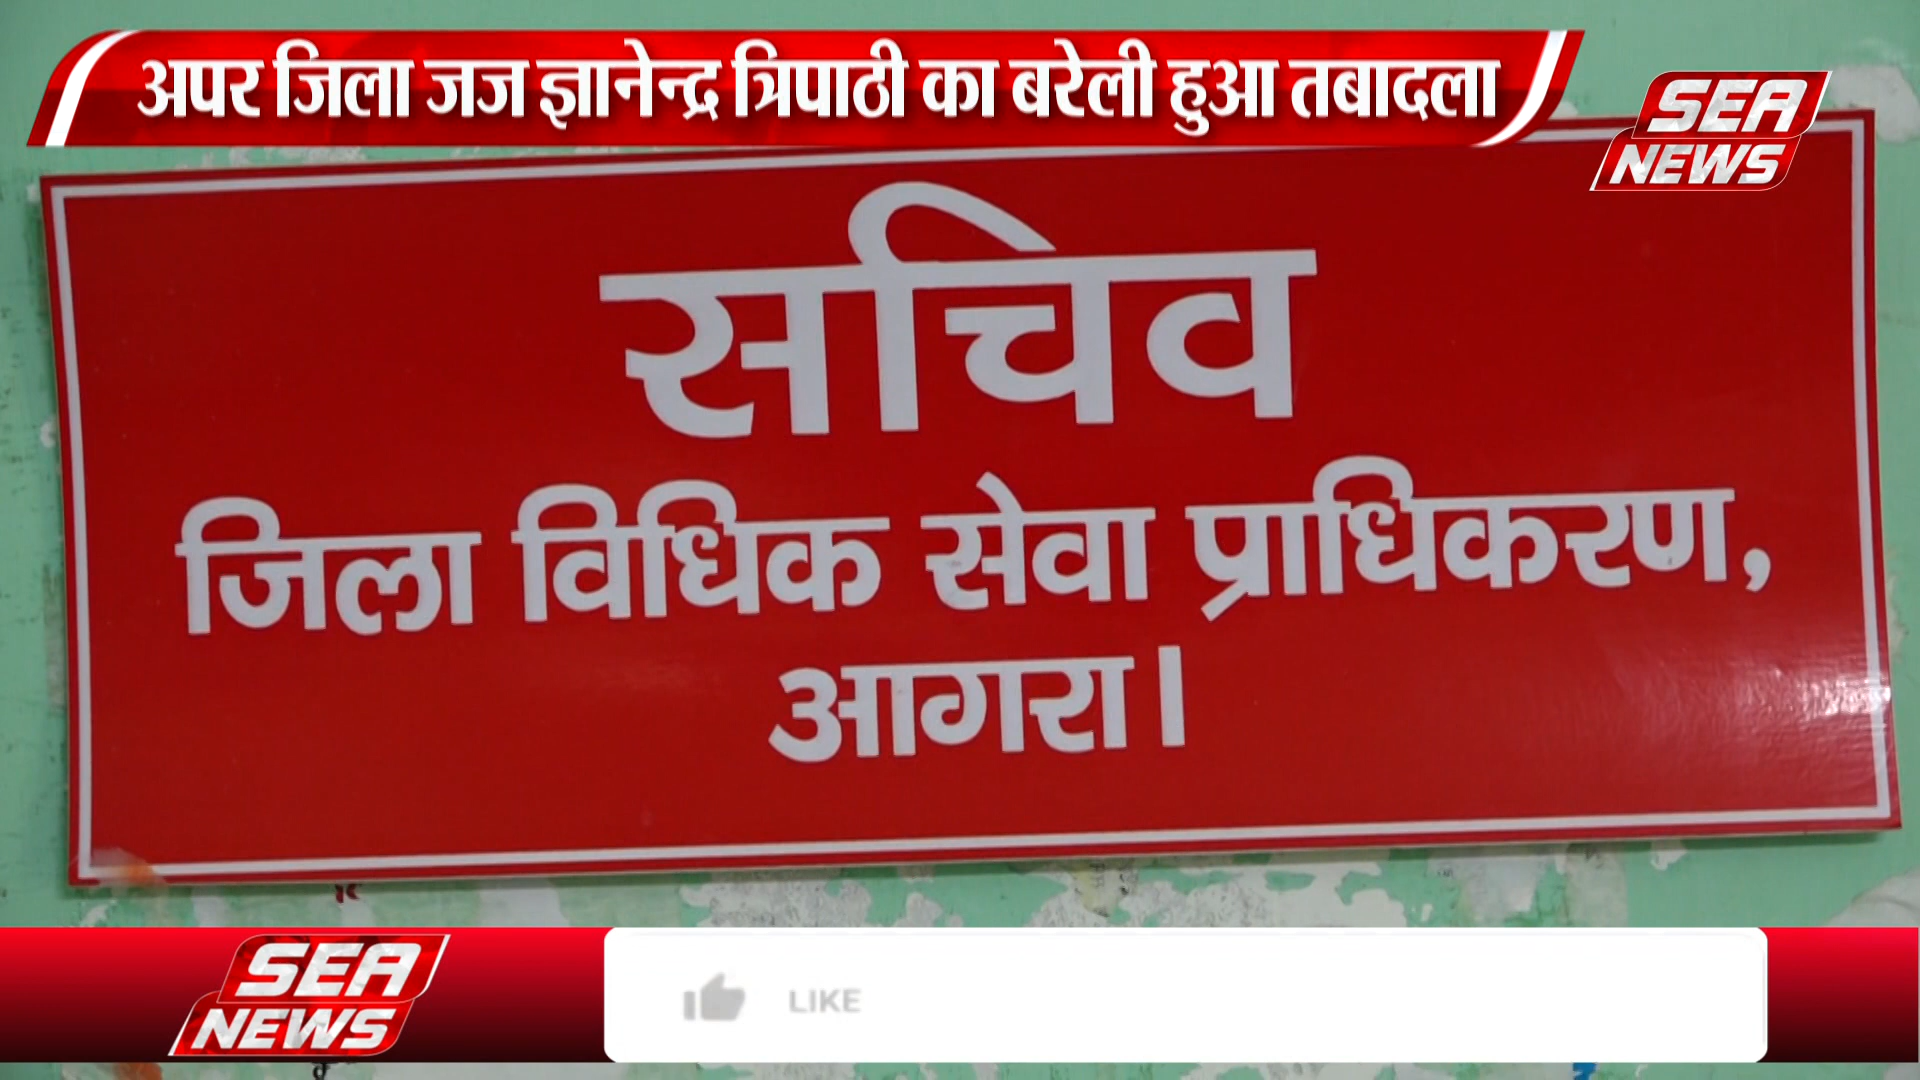 अपर जिला जज ज्ञानेन्द्र त्रिपाठी का बरेली हुआ तबादला
SEA
NEWS
सचिव
जिला विधिक सेवा प्राधिकरण,
आगरा।
SEA
NEWS
LIKE